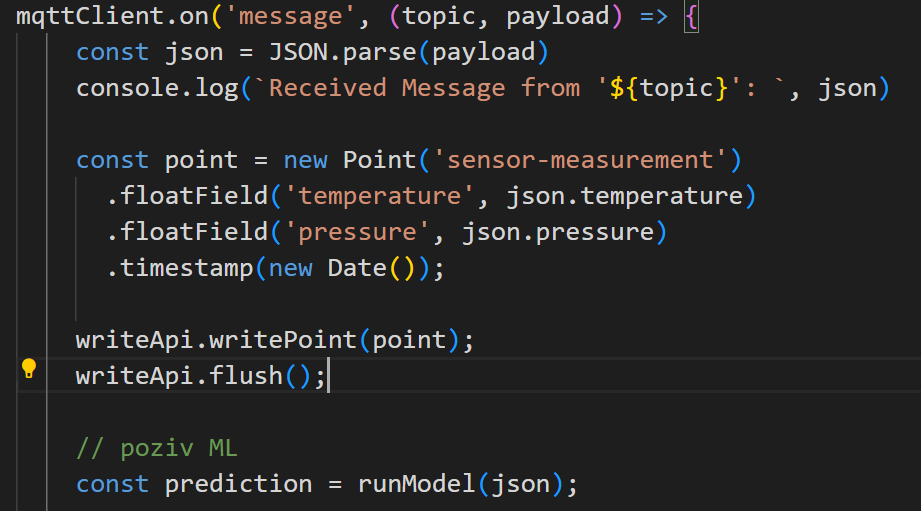 mqttClient.on('message', (topic, payload) => {
const json = JSON.parse(payload)
console.log(`Received Message from '${topic}': `, json)
const point = new Point('sensor-measurement')
.floatField('temperature', json.temperature)
.floatField('pressure', json.pressure)
.timestamp(new Date());
writeApi.writePoint(point);
writeApi.flush();
// poziv ML
const prediction = runModel(json);